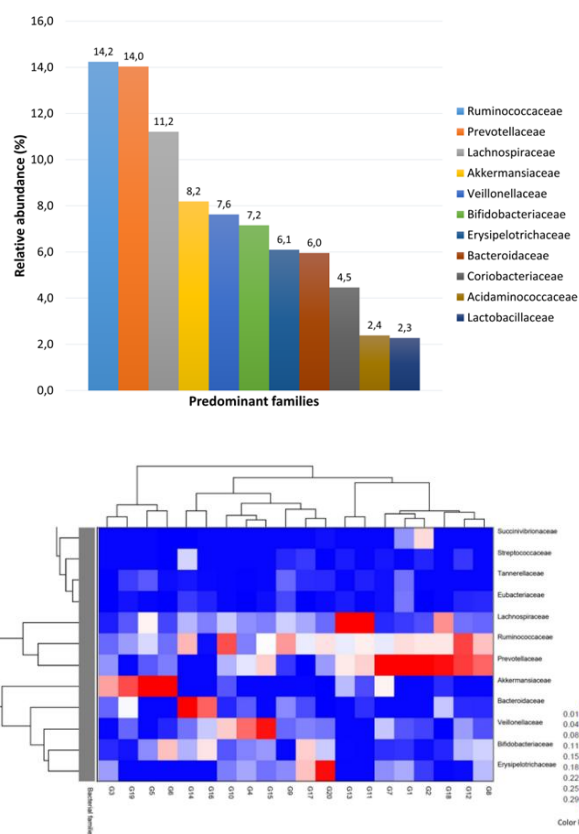 16,0
14,0
12,0
10,0
8,0
6,0
4,0
2,0
0,0
Relative abundance (%)
14,2
14,0
11,2
8,2
7,6
7,2
6,1
6,0
4,5
2,4
2,3
Predominant families
Ruminococcaceae
Prevotellaceae
Lachnospiraceae
Akkermansiaceae
Veillonellaceae
Bifidobacteriaceae
Erysipelotrichaceae
Bacteroidaceae
Coriobacteriaceae
Acidaminococcaceae
Lactobacillaceae
Succinivibrionaceae
Streptococcaceae
Tannerellaceae
Eubacteriaceae
Lachnospiraceae
Ruminococcaceae
Prevotellaceae
Akkermansiaceae
Bacteroidaceae
Veillonellaceae
Bifidobacteriaceae
Erysipelotrichaceae
0.01
0.04
0.08
0.11
0.15
0.18
0.22
0.25
0.29
Color
Bacterial familie
G3
G19
G5
G6
G14
G16
G10
G4
G15
G9
G17
G20
G13
G11
G7
G1
G2
G18
G12
G8